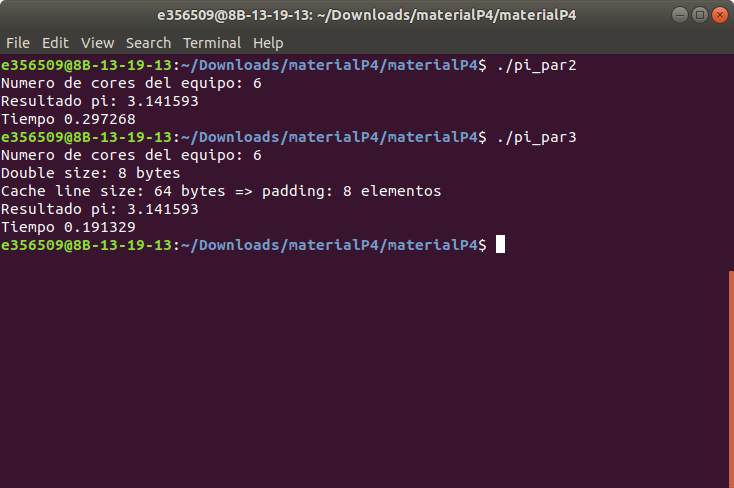 e356509@8B-13-19-13: ~/Downloads/materialP4/materialP4
File Edit View Search Terminal Help
e356509@8B-13-19-13:~/Downloads/materialP4/materialP4$ ./pi_par2
Numero de cores del equipo: 6
Resultado pi: 3.141593
Tiempo 0.297268
e356509@8B-13-19-13:~/Downloads/materialP4/materialP4$ ./pi_par3
Numero de cores del equipo: 6
Double size: 8 bytes
Cache line size: 64 bytes => padding: 8 elementos
Resultado pi: 3.141593
Tiempo 0.191329
e356509@8B-13-19-13:~/Downloads/materialP4/materialP4$